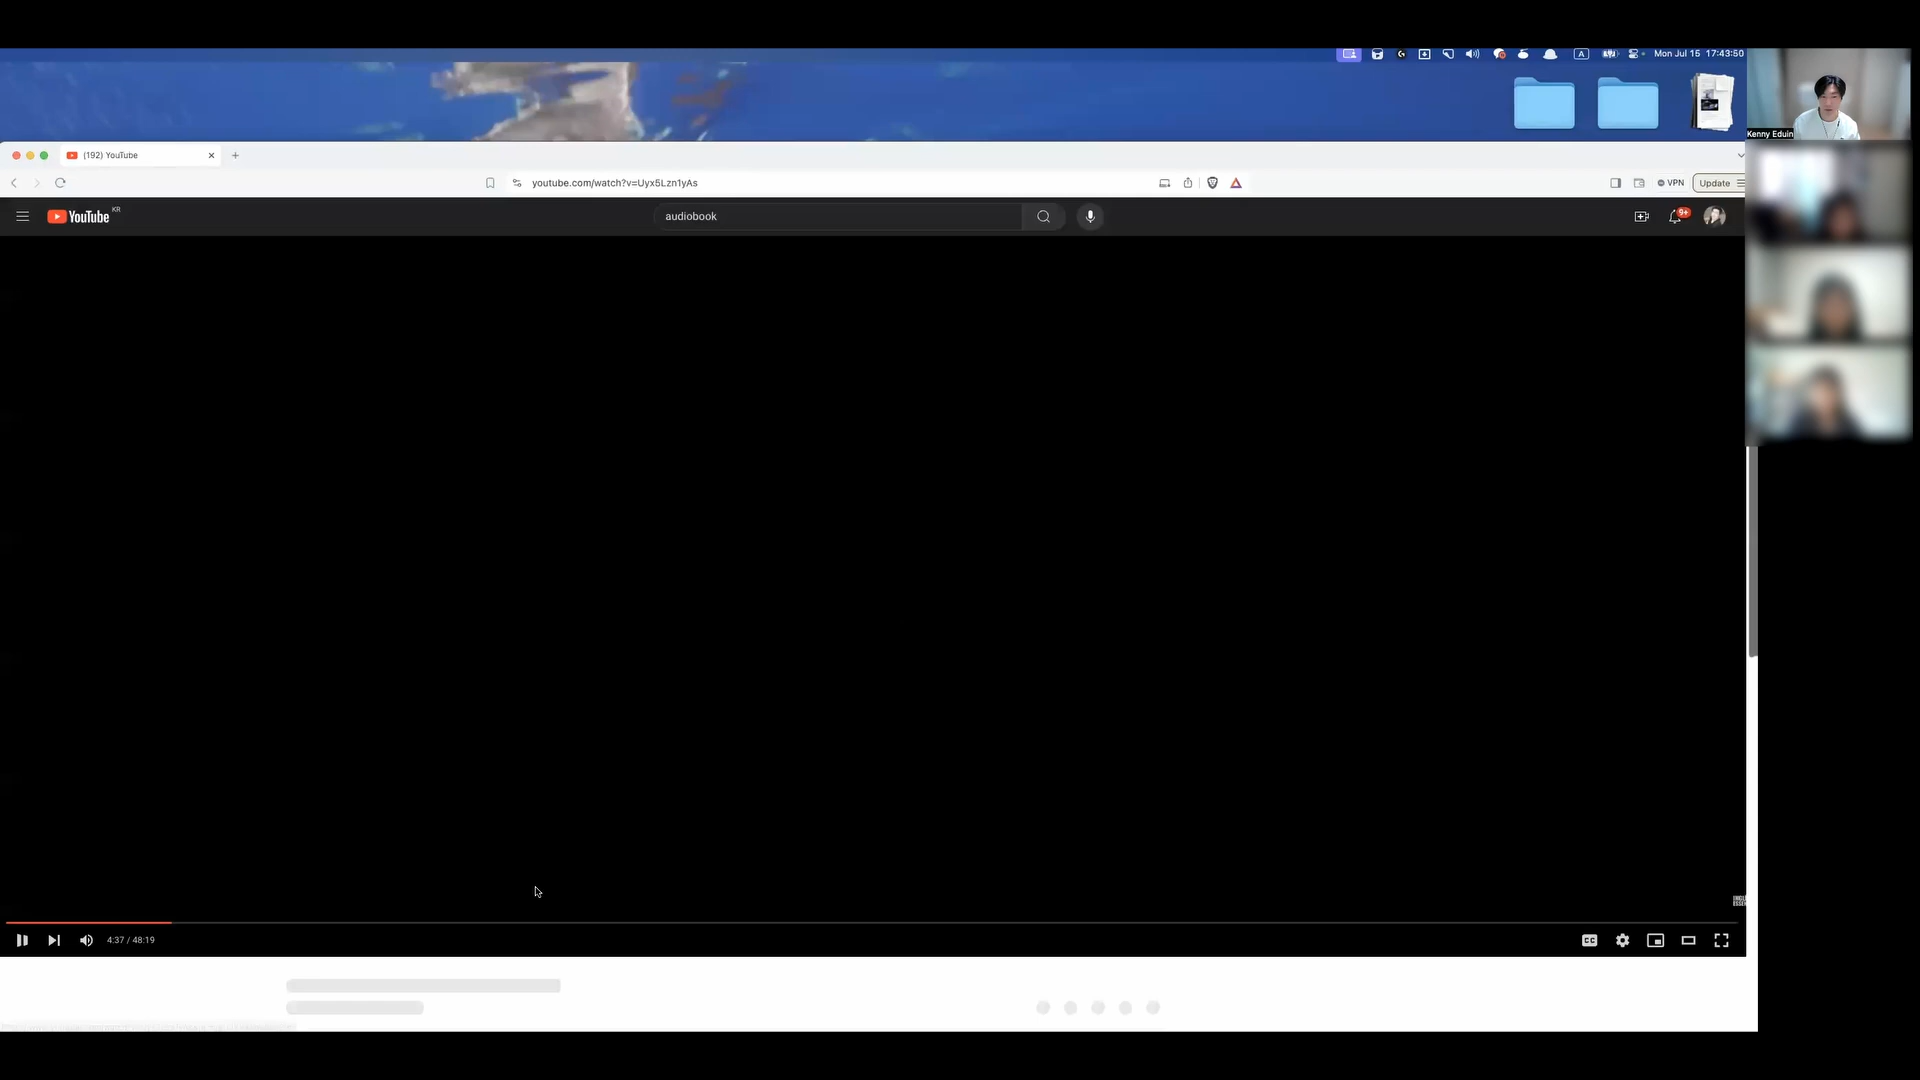 Mon Jul 15 17:43:50
Kenny Eduin
(192) YouTube
youtube.com/watch?v=Uyx5Lzn1yAs
VPN
Update
YouTube KR
audiobook
9+
4:37 / 48:19
CC